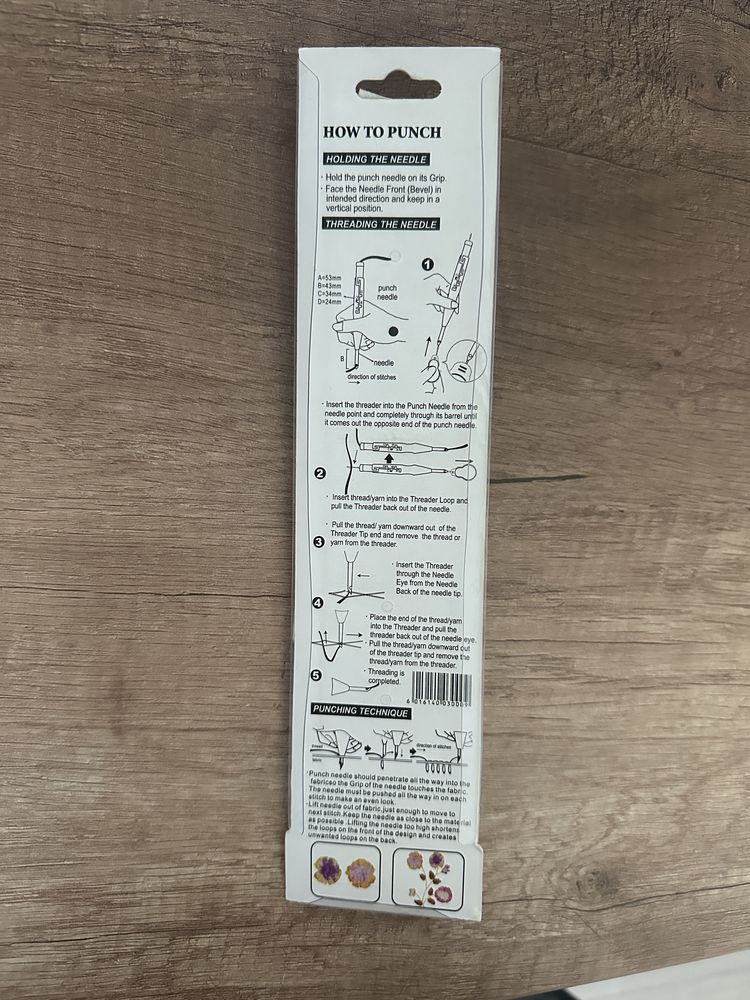 HOW TO PUNCH
HOLDING THE NEEDLE
· Hold the punch needle on its Grip.
· Face the Needle Front (Bevel) in
intended direction and keep in a
vertical position.
THREADING THE NEEDLE
1
A=53mm
B=43mm
C=34mm
D=24mm
punch
needle
B
needle
direction of stitches
· Insert the threader into the Punch Needle from the
needle point and completely through its barrel until
it comes out the opposite end of the punch needle.
2
· Insert thread/yarn into the Threader Loop and
pull the Threader back out of the needle.
· Pull the thread/ yarn downward out of the
Threader Tip end and remove the thread or
yarn from the threader.
3
· Insert the Threader
through the Needle
Eye from the Needle
Back of the needle tip.
4
· Place the end of the thread/yarn
into the Threader and pull the
threader back out of the needle eye.
· Pull the thread/yarn downward out
of the threader tip and remove the
thread/yarn from the threader.
5
· Threading is
completed.
6 016140 030009
PUNCHING TECHNIQUE
thread
fabric
direction of stitches
·Punch needle should penetrate all the way into the
fabricso the Grip of the needle touches the fabric.
The needle must be pushed all the way in on each
stitch to make an even look.
·Lift needle out of fabric,just enough to move to
next stitch.Keep the needle as close to the material
as possible .Lifting the needle too high shortens
the loops on the front of the design and creates
unwanted loops on the back.